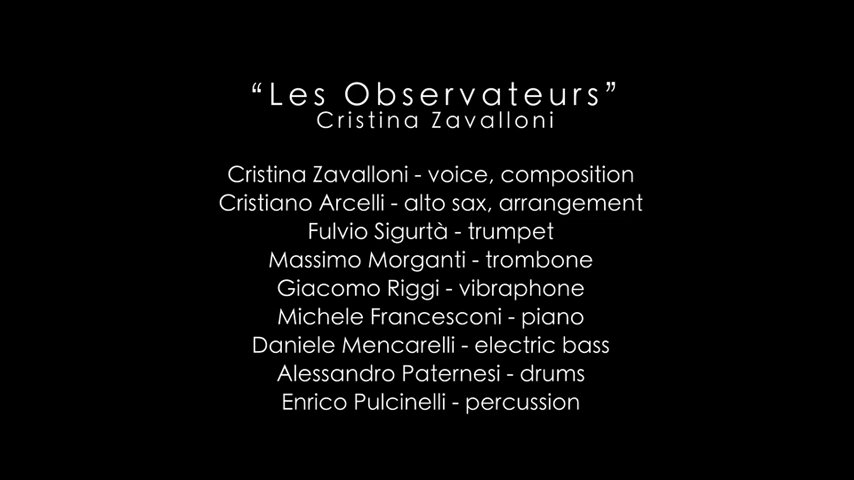 “Les Observateurs”
Cristina Zavalloni
Cristina Zavalloni - voice, composition
Cristiano Arcelli - alto sax, arrangement
Fulvio Sigurtà - trumpet
Massimo Morganti - trombone
Giacomo Riggi - vibraphone
Michele Francesconi - piano
Daniele Mencarelli - electric bass
Alessandro Paternesi - drums
Enrico Pulcinelli - percussion